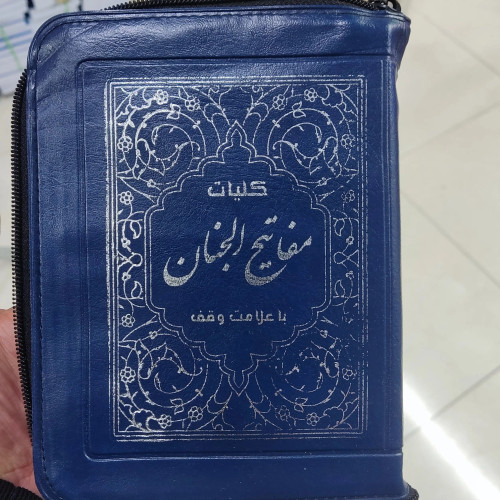 کلیات
مفاتیح الجنان
با علامت وقف